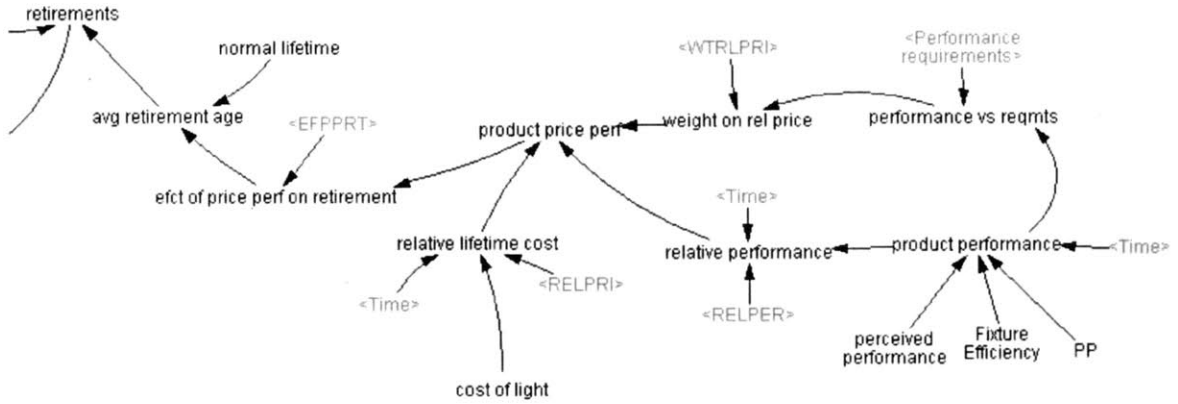 retirements
normal lifetime
<WTRLPRI>
<Performance
requirements>
avg retirement age
<EFPPRT>
product price perf
weight on rel price
performance vs reqmts
efct of price perf on retirement
<Time>
relative lifetime cost
relative performance
product performance
<Time>
<Time>
<RELPRI>
<RELPER>
perceived
performance
Fixture
Efficiency
PP
cost of light